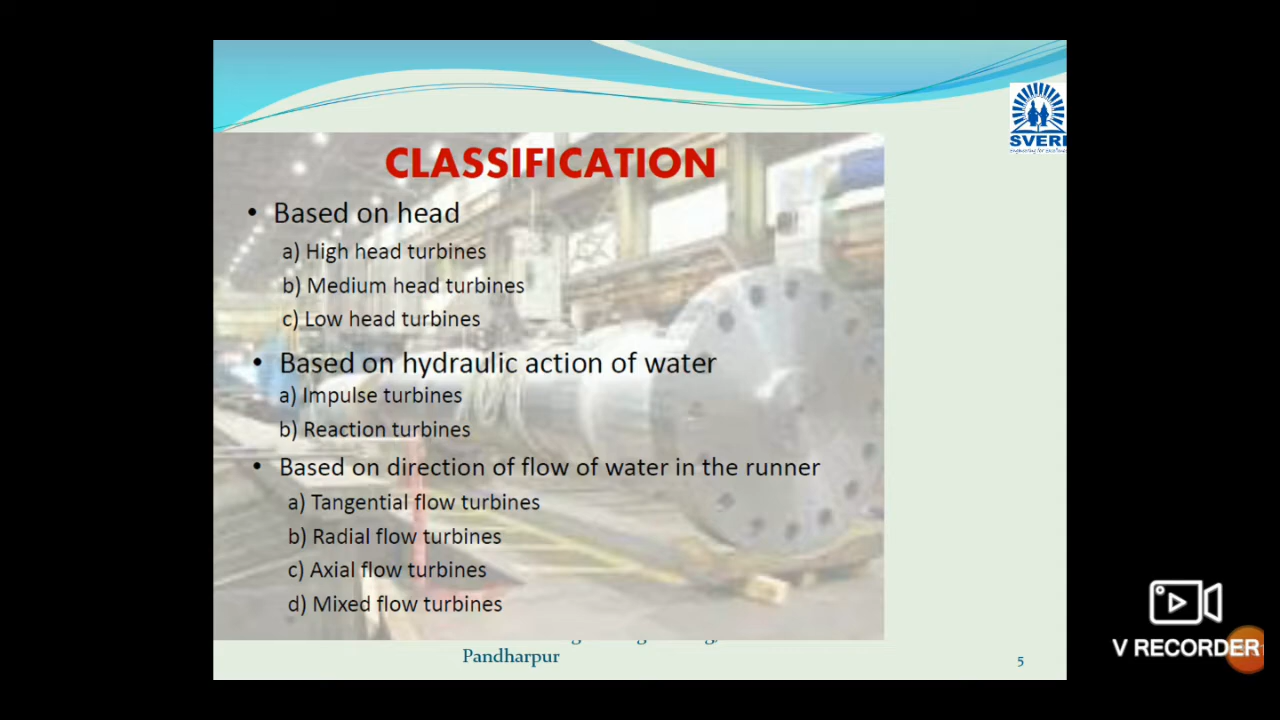 SVERI
CLASSIFICATION
• Based on head
a) High head turbines
b) Medium head turbines
c) Low head turbines
• Based on hydraulic action of water
a) Impulse turbines
b) Reaction turbines
• Based on direction of flow of water in the runner
a) Tangential flow turbines
b) Radial flow turbines
c) Axial flow turbines
d) Mixed flow turbines
Pandharpur
5
V RECORDER